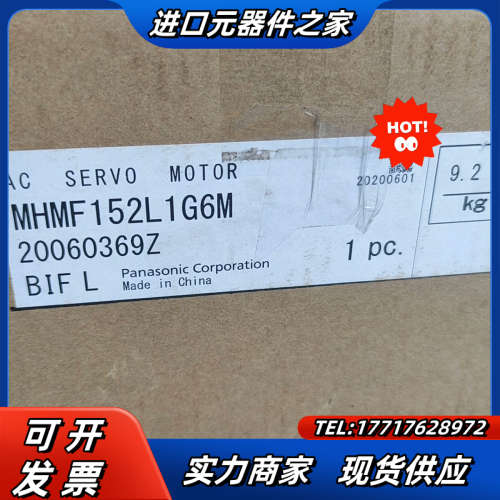 进口元器件之家
HOT!
AC SERVO MOTOR
20200601
9.2
kg
MHMF152L1G6M
20060369Z
1 pc.
BIF L
Panasonic Corporation
Made in China
TEL:17717628972
可开
发票
实力商家 现货供应